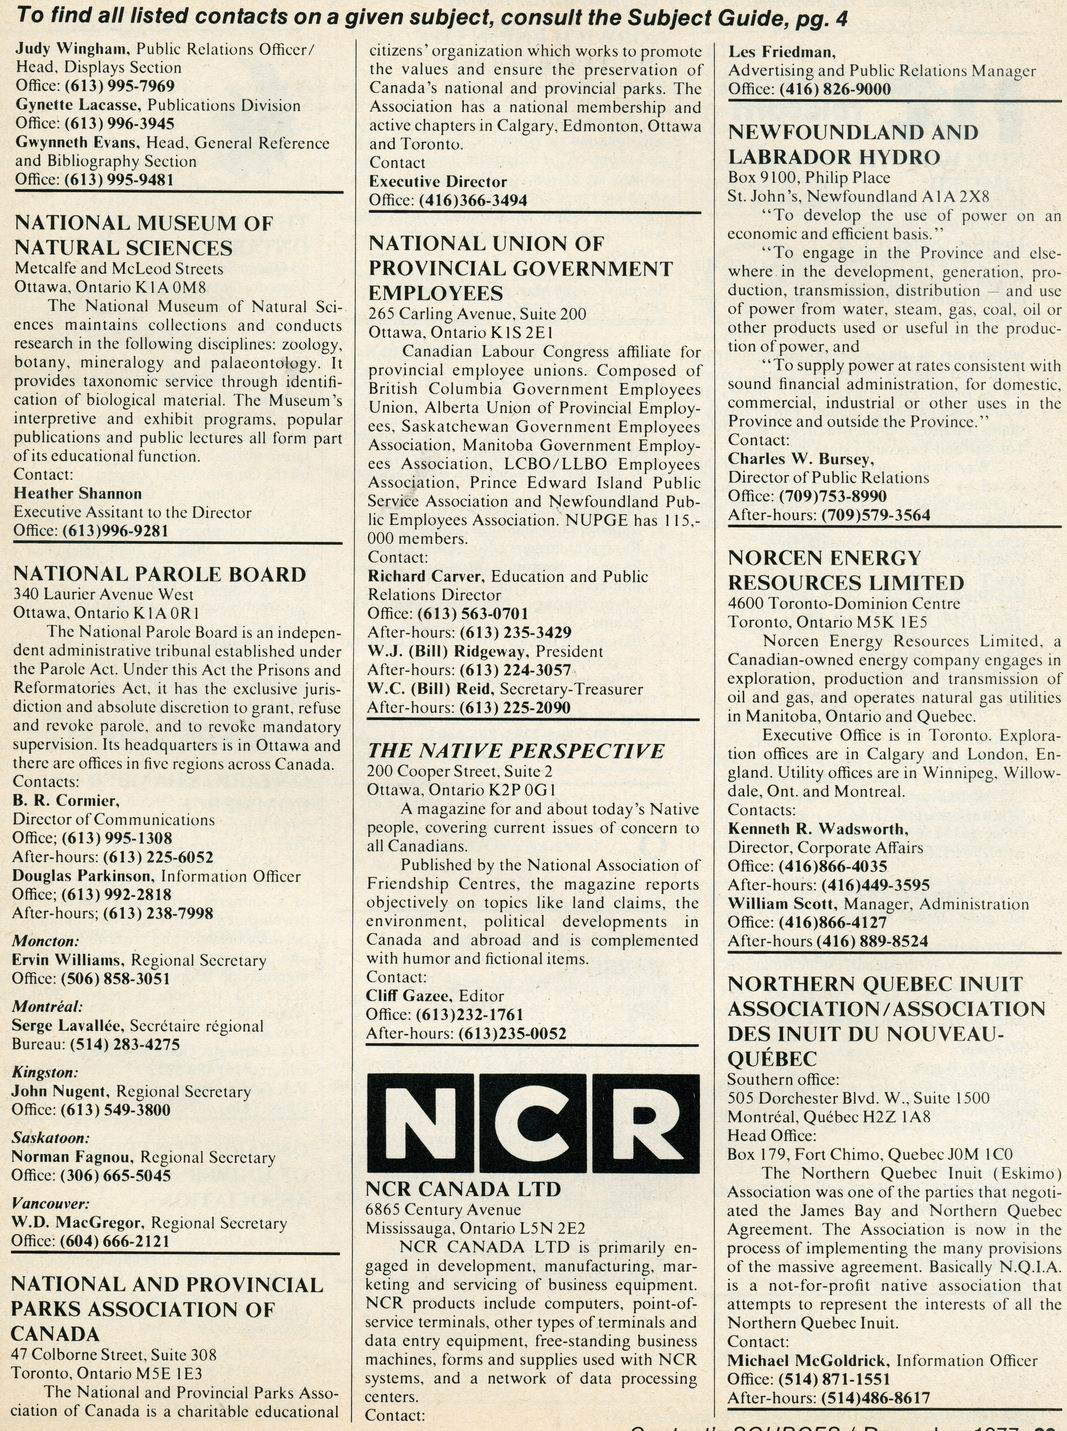 To find all listed contacts on a given subject, consult the Subject Guide, pg. 4
Judy Wingham, Public Relations Officer/
Head, Displays Section
Office: (613) 995-7969
Gynette Lacasse, Publications Division
Office: (613) 996-3945
Gwynneth Evans, Head, General Reference
and Bibliography Section
Office: (613) 995-9481
NATIONAL MUSEUM OF
NATURAL SCIENCES
Metcalfe and McLeod Streets
Ottawa, Ontario K1A 0M8
The National Museum of Natural Sci-
ences maintains collections and conducts
research in the following disciplines: zoology,
botany, mineralogy and palaeontology. It
provides taxonomic service through identifi-
cation of biological material. The Museum's
interpretive and exhibit programs, popular
publications and public lectures all form part
of its educational function.
Contact:
Heather Shannon
Executive Assitant to the Director
Office: (613)996-9281
NATIONAL PAROLE BOARD
340 Laurier Avenue West
Ottawa, Ontario K1A 0R1
The National Parole Board is an indepen-
dent administrative tribunal established under
the Parole Act. Under this Act the Prisons and
Reformatories Act, it has the exclusive juris-
diction and absolute discretion to grant, refuse
and revoke parole, and to revoke mandatory
supervision. Its headquarters is in Ottawa and
there are offices in five regions across Canada.
Contacts:
B. R. Cormier,
Director of Communications
Office; (613) 995-1308
After-hours: (613) 225-6052
Douglas Parkinson, Information Officer
Office; (613) 992-2818
After-hours; (613) 238-7998
Moncton:
Ervin Williams, Regional Secretary
Office: (506) 858-3051
Montréal:
Serge Lavallée, Secrétaire régional
Bureau: (514) 283-4275
Kingston:
John Nugent, Regional Secretary
Office: (613) 549-3800
Saskatoon:
Norman Fagnou, Regional Secretary
Office: (306) 665-5045
Vancouver:
W.D. MacGregor, Regional Secretary
Office: (604) 666-2121
NATIONAL AND PROVINCIAL
PARKS ASSOCIATION OF
CANADA
47 Colborne Street, Suite 308
Toronto, Ontario M5E 1E3
The National and Provincial Parks Asso-
ciation of Canada is a charitable educational
citizens' organization which works to promote
the values and ensure the preservation of
Canada's national and provincial parks. The
Association has a national membership and
active chapters in Calgary, Edmonton, Ottawa
and Toronto.
Contact
Executive Director
Office: (416)366-3494
NATIONAL UNION OF
PROVINCIAL GOVERNMENT
EMPLOYEES
265 Carling Avenue, Suite 200
Ottawa, Ontario K1S 2E1
Canadian Labour Congress affiliate for
provincial employee unions. Composed of
British Columbia Government Employees
Union, Alberta Union of Provincial Employ-
ees, Saskatchewan Government Employees
Association, Manitoba Government Employ-
ees Association, LCBO/LLBO Employees
Association, Prince Edward Island Public
Service Association and Newfoundland Pub-
lic Employees Association. NUPGE has 115,-
000 members.
Contact:
Richard Carver, Education and Public
Relations Director
Office: (613) 563-0701
After-hours: (613) 235-3429
W.J. (Bill) Ridgeway, President
After-hours: (613) 224-3057
W.C. (Bill) Reid, Secretary-Treasurer
After-hours: (613) 225-2090
THE NATIVE PERSPECTIVE
200 Cooper Street, Suite 2
Ottawa, Ontario K2P 0G1
A magazine for and about today's Native
people, covering current issues of concern to
all Canadians.
Published by the National Association of
Friendship Centres, the magazine reports
objectively on topics like land claims, the
environment, political developments in
Canada and abroad and is complemented
with humor and fictional items.
Contact:
Cliff Gazee, Editor
Office: (613)232-1761
After-hours: (613)235-0052
NCR
NCR CANADA LTD
6865 Century Avenue
Mississauga, Ontario L5N 2E2
NCR CANADA LTD is primarily en-
gaged in development, manufacturing, mar-
keting and servicing of business equipment.
NCR products include computers, point-of-
service terminals, other types of terminals and
data entry equipment, free-standing business
machines, forms and supplies used with NCR
systems, and a network of data processing
centers.
Contact:
Les Friedman,
Advertising and Public Relations Manager
Office: (416) 826-9000
NEWFOUNDLAND AND
LABRADOR HYDRO
Box 9100, Philip Place
St. John's, Newfoundland A1A 2X8
"To develop the use of power on an
economic and efficient basis."
"To engage in the Province and else-
where in the development, generation, pro-
duction, transmission, distribution — and use
of power from water, steam, gas, coal, oil or
other products used or useful in the produc-
tion of power, and
"To supply power at rates consistent with
sound financial administration, for domestic,
commercial, industrial or other uses in the
Province and outside the Province."
Contact:
Charles W. Bursey,
Director of Public Relations
Office: (709)753-8990
After-hours: (709)579-3564
NORCEN ENERGY
RESOURCES LIMITED
4600 Toronto-Dominion Centre
Toronto, Ontario M5K 1E5
Norcen Energy Resources Limited, a
Canadian-owned energy company engages in
exploration, production and transmission of
oil and gas, and operates natural gas utilities
in Manitoba, Ontario and Quebec.
Executive Office is in Toronto. Explora-
tion offices are in Calgary and London, En-
gland. Utility offices are in Winnipeg, Willow-
dale, Ont. and Montreal.
Contacts:
Kenneth R. Wadsworth,
Director, Corporate Affairs
Office: (416)866-4035
After-hours: (416)449-3595
William Scott, Manager, Administration
Office: (416)866-4127
After-hours (416) 889-8524
NORTHERN QUEBEC INUIT
ASSOCIATION/ASSOCIATION
DES INUIT DU NOUVEAU-
QUÉBEC
Southern office:
505 Dorchester Blvd. W., Suite 1500
Montréal, Québec H2Z 1A8
Head Office:
Box 179, Fort Chimo, Quebec J0M 1C0
The Northern Quebec Inuit (Eskimo)
Association was one of the parties that negoti-
ated the James Bay and Northern Quebec
Agreement. The Association is now in the
process of implementing the many provisions
of the massive agreement. Basically N.Q.I.A.
is a not-for-profit native association that
attempts to represent the interests of all the
Northern Quebec Inuit.
Contact:
Michael McGoldrick, Information Officer
Office: (514) 871-1551
After-hours: (514)486-8617